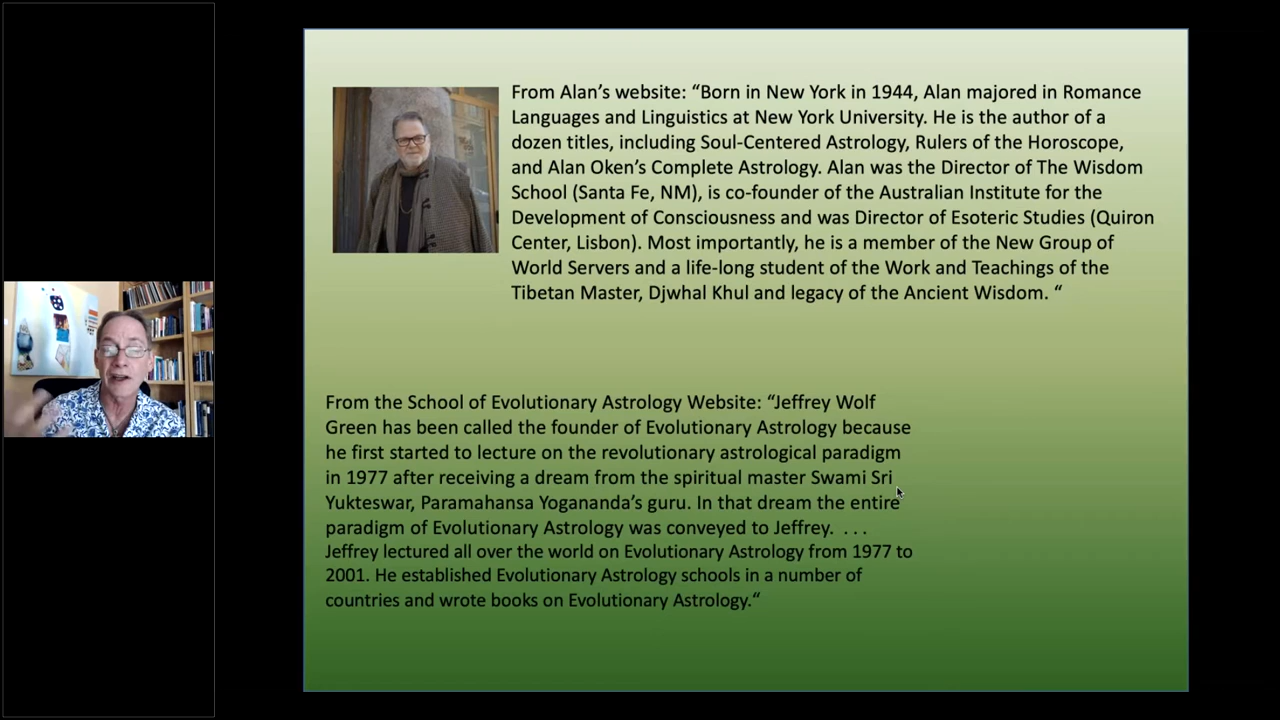 From Alan’s website: “Born in New York in 1944, Alan majored in Romance
Languages and Linguistics at New York University. He is the author of a
dozen titles, including Soul-Centered Astrology, Rulers of the Horoscope,
and Alan Oken’s Complete Astrology. Alan was the Director of The Wisdom
School (Santa Fe, NM), is co-founder of the Australian Institute for the
Development of Consciousness and was Director of Esoteric Studies (Quiron
Center, Lisbon). Most importantly, he is a member of the New Group of
World Servers and a life-long student of the Work and Teachings of the
Tibetan Master, Djwhal Khul and legacy of the Ancient Wisdom. “
From the School of Evolutionary Astrology Website: “Jeffrey Wolf
Green has been called the founder of Evolutionary Astrology because
he first started to lecture on the revolutionary astrological paradigm
in 1977 after receiving a dream from the spiritual master Swami Sri
Yukteswar, Paramahansa Yogananda’s guru. In that dream the entire
paradigm of Evolutionary Astrology was conveyed to Jeffrey. . . .
Jeffrey lectured all over the world on Evolutionary Astrology from 1977 to
2001. He established Evolutionary Astrology schools in a number of
countries and wrote books on Evolutionary Astrology.“